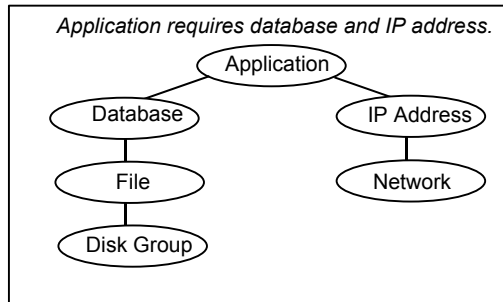 Application requires database and IP address.
Application
Database
IP Address
File
Network
Disk Group